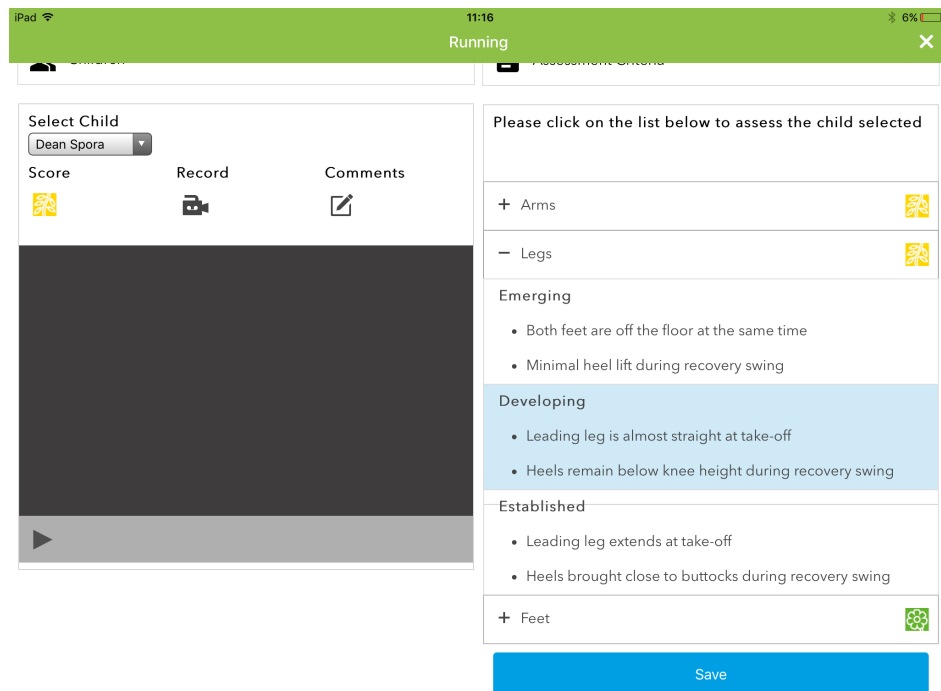 iPad
11:16
6%
Running
Children
Assessment Criteria
Select Child
Dean Spora
Score
Record
Comments
Please click on the list below to assess the child selected
+ Arms
− Legs
Emerging
• Both feet are off the floor at the same time
• Minimal heel lift during recovery swing
Developing
• Leading leg is almost straight at take-off
• Heels remain below knee height during recovery swing
Established
• Leading leg extends at take-off
• Heels brought close to buttocks during recovery swing
+ Feet
Save